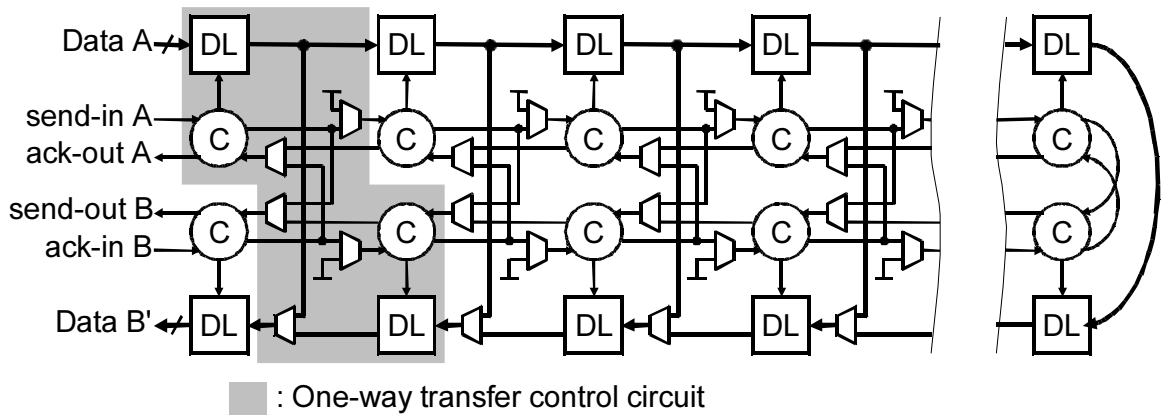 Data A DL DL DL DL DL
send-in A C C C C C
ack-out A
send-out B C C C C C
ack-in B
Data B' DL DL DL DL DL
: One-way transfer control circuit